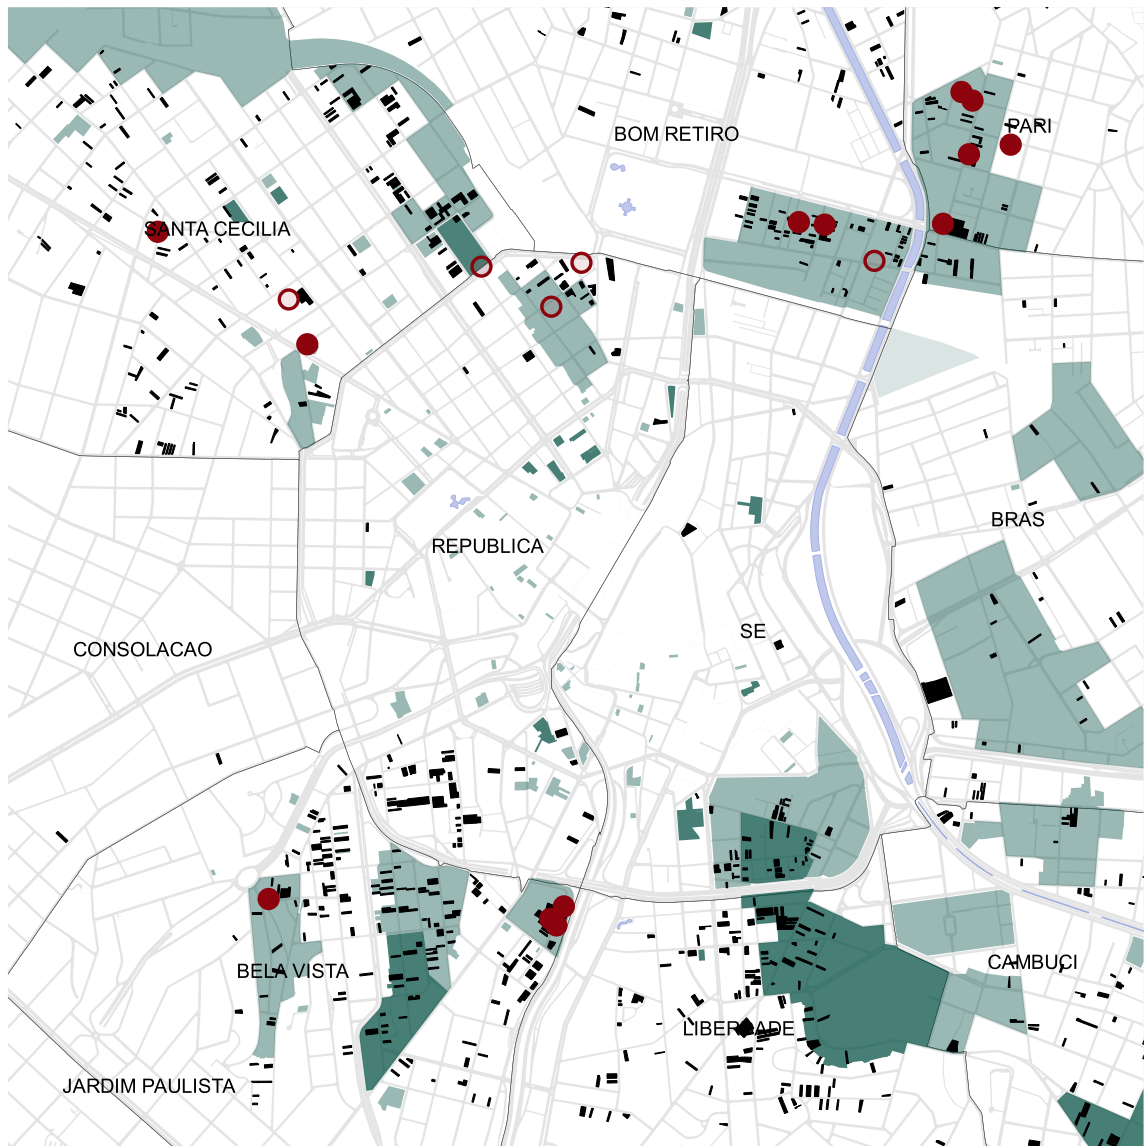 PARI
BOM RETIRO
SANTA CECILIA
BRAS
REPUBLICA
SE
CONSOLACAO
CAMBUCI
BELA VISTA
LIBERDADE
JARDIM PAULISTA